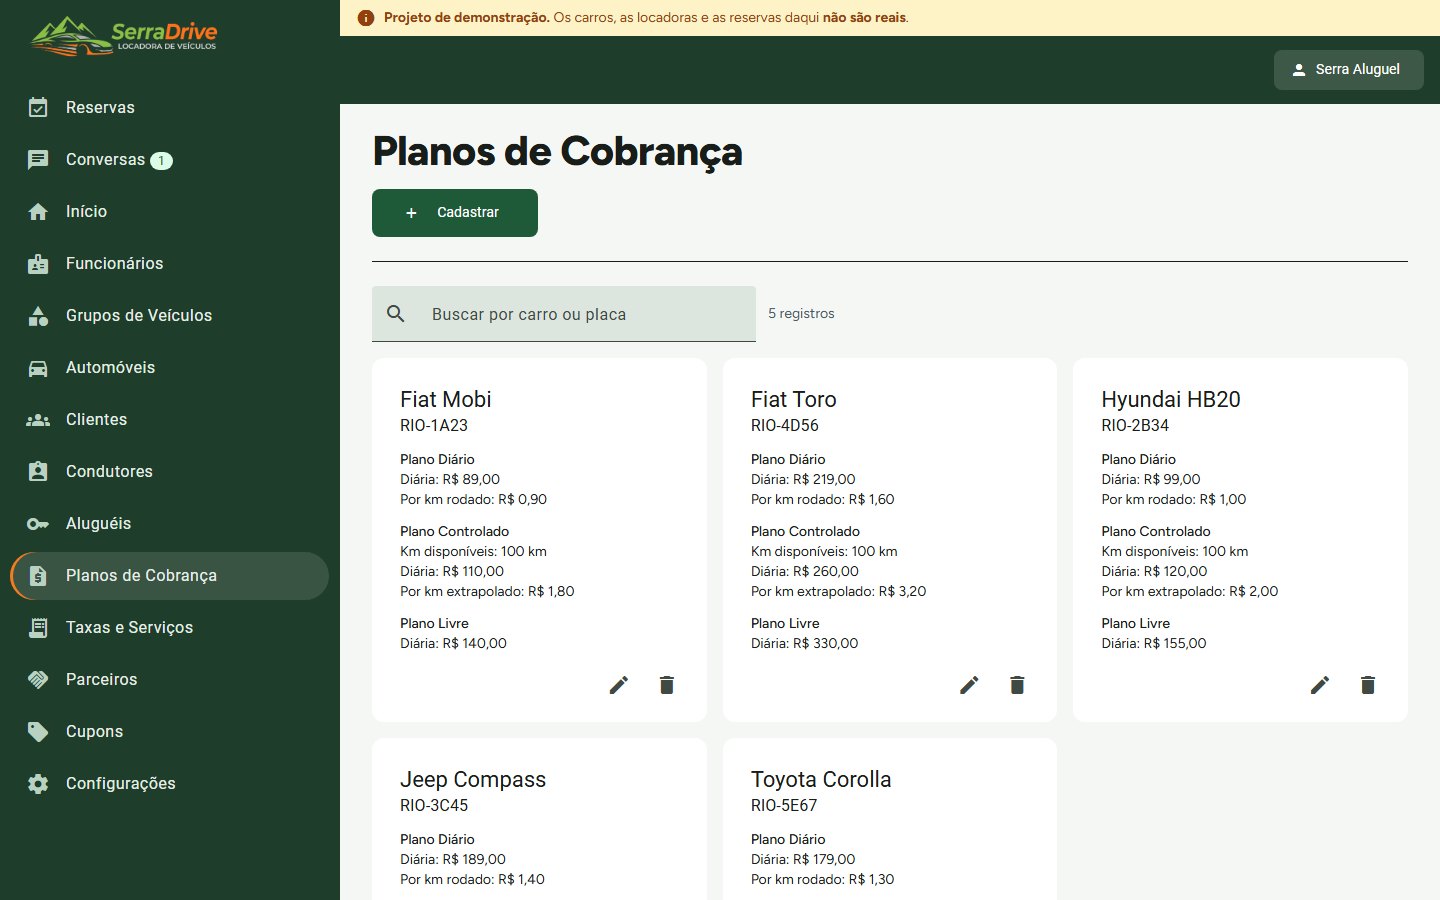 SerraDrive
LOCADORA DE VEÍCULOS
Reservas
Conversas 1
Início
Funcionários
Grupos de Veículos
Automóveis
Clientes
Condutores
Aluguéis
Planos de Cobrança
Taxas e Serviços
Parceiros
Cupons
Configurações
Projeto de demonstração. Os carros, as locadoras e as reservas daqui não são reais.
Serra Aluguel
Planos de Cobrança
+ Cadastrar
Buscar por carro ou placa
5 registros
Fiat Mobi
RIO-1A23
Plano Diário
Diária: R$ 89,00
Por km rodado: R$ 0,90
Plano Controlado
Km disponíveis: 100 km
Diária: R$ 110,00
Por km extrapolado: R$ 1,80
Plano Livre
Diária: R$ 140,00
Fiat Toro
RIO-4D56
Plano Diário
Diária: R$ 219,00
Por km rodado: R$ 1,60
Plano Controlado
Km disponíveis: 100 km
Diária: R$ 260,00
Por km extrapolado: R$ 3,20
Plano Livre
Diária: R$ 330,00
Hyundai HB20
RIO-2B34
Plano Diário
Diária: R$ 99,00
Por km rodado: R$ 1,00
Plano Controlado
Km disponíveis: 100 km
Diária: R$ 120,00
Por km extrapolado: R$ 2,00
Plano Livre
Diária: R$ 155,00
Jeep Compass
RIO-3C45
Plano Diário
Diária: R$ 189,00
Por km rodado: R$ 1,40
Toyota Corolla
RIO-5E67
Plano Diário
Diária: R$ 179,00
Por km rodado: R$ 1,30